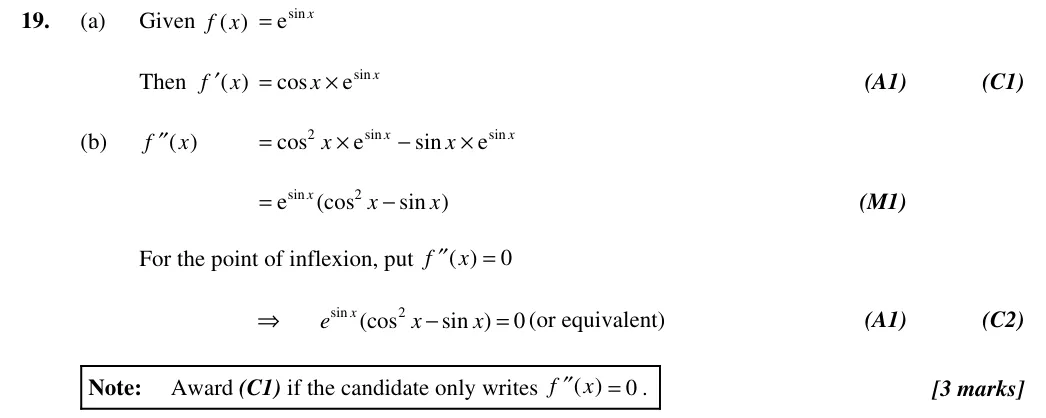 19. (a) Given f(x) = e^{sin x}
Then f′(x) = cos x × e^{sin x} (A1) (C1)
(b) f″(x) = cos² x × e^{sin x} − sin x × e^{sin x}
= e^{sin x}(cos² x − sin x) (M1)
For the point of inflexion, put f″(x) = 0
⇒ e^{sin x}(cos² x − sin x) = 0 (or equivalent) (A1) (C2)
Note: Award (C1) if the candidate only writes f″(x) = 0 . [3 marks]